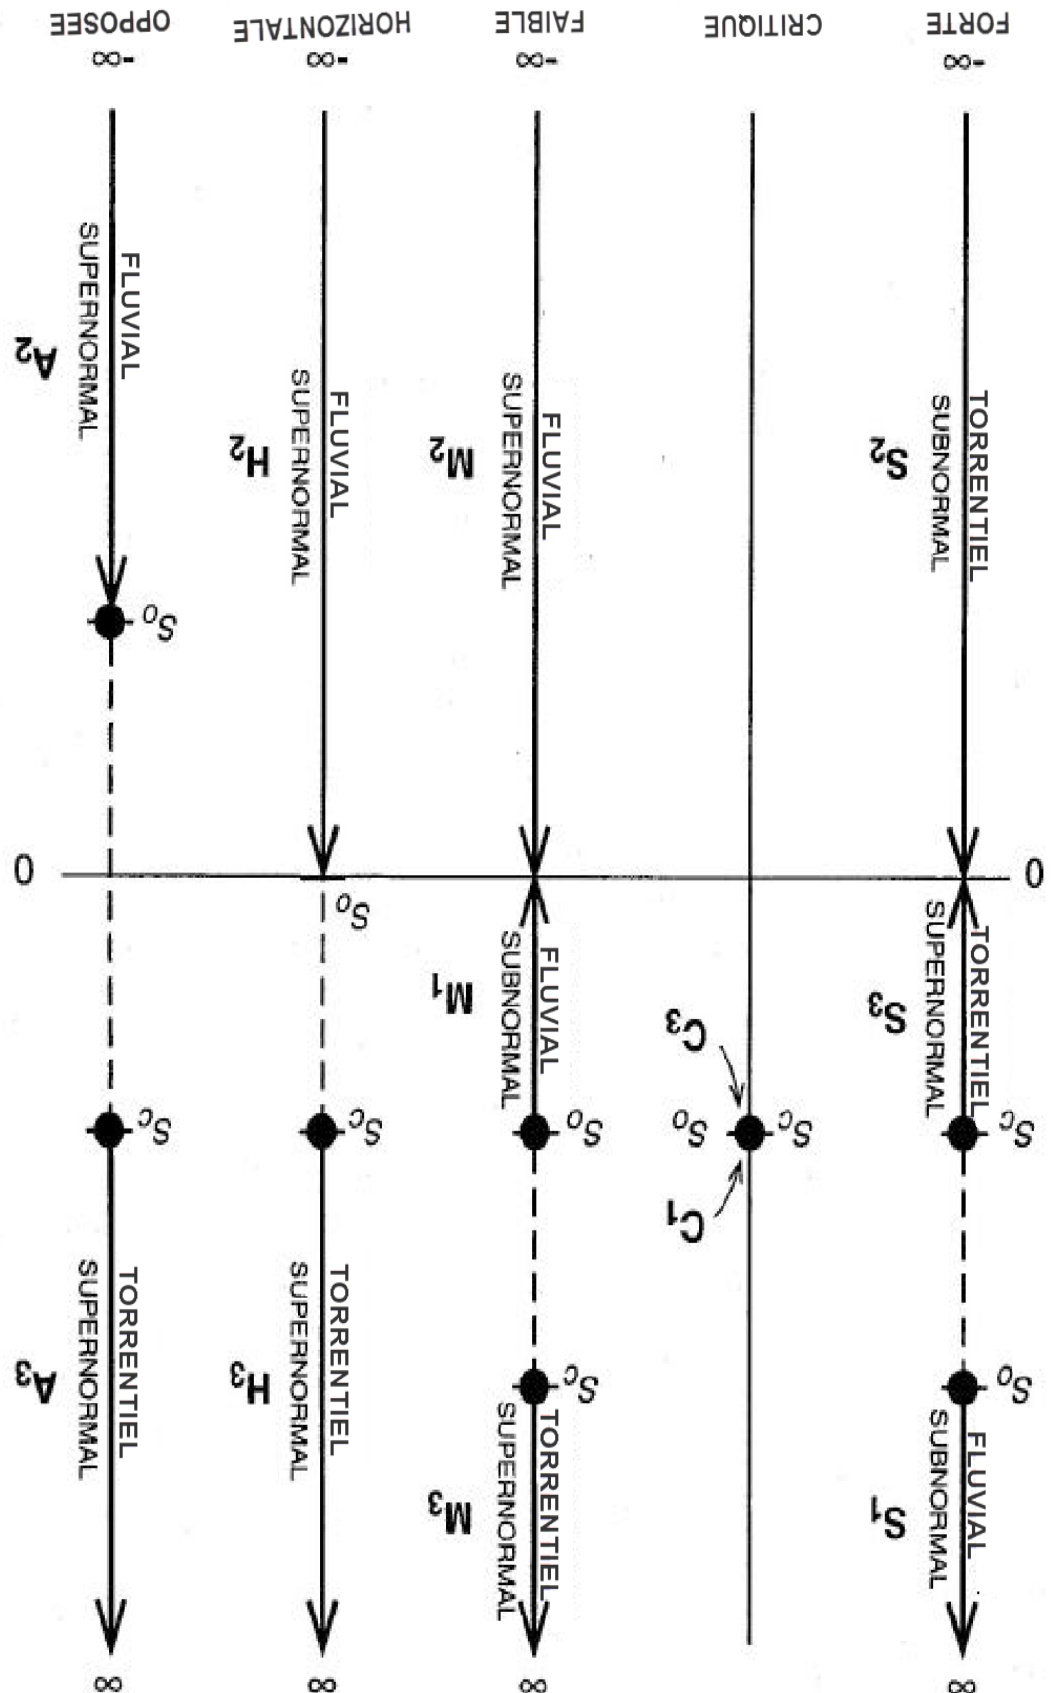 ∞
FLUVIAL
SUBNORMAL
S1
So
Sc
TORRENTIEL
SUPERNORMAL
S3
0
TORRENTIEL
SUBNORMAL
S2
-∞
FORTE
C1
Sc
So
C3
CRITIQUE
∞
TORRENTIEL
SUPERNORMAL
M3
Sc
So
FLUVIAL
SUBNORMAL
M1
FLUVIAL
SUPERNORMAL
M2
-∞
FAIBLE
∞
TORRENTIEL
SUPERNORMAL
H3
Sc
So
FLUVIAL
SUPERNORMAL
H2
-∞
HORIZONTALE
∞
TORRENTIEL
SUPERNORMAL
A3
Sc
0
So
FLUVIAL
SUPERNORMAL
A2
-∞
OPPOSEE